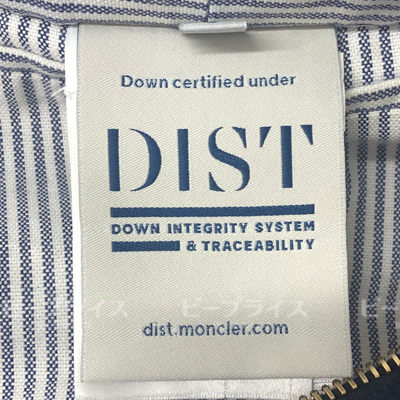 Down certified under
DIST
DOWN INTEGRITY SYSTEM
& TRACEABILITY
ビープライス
dist.moncler.com